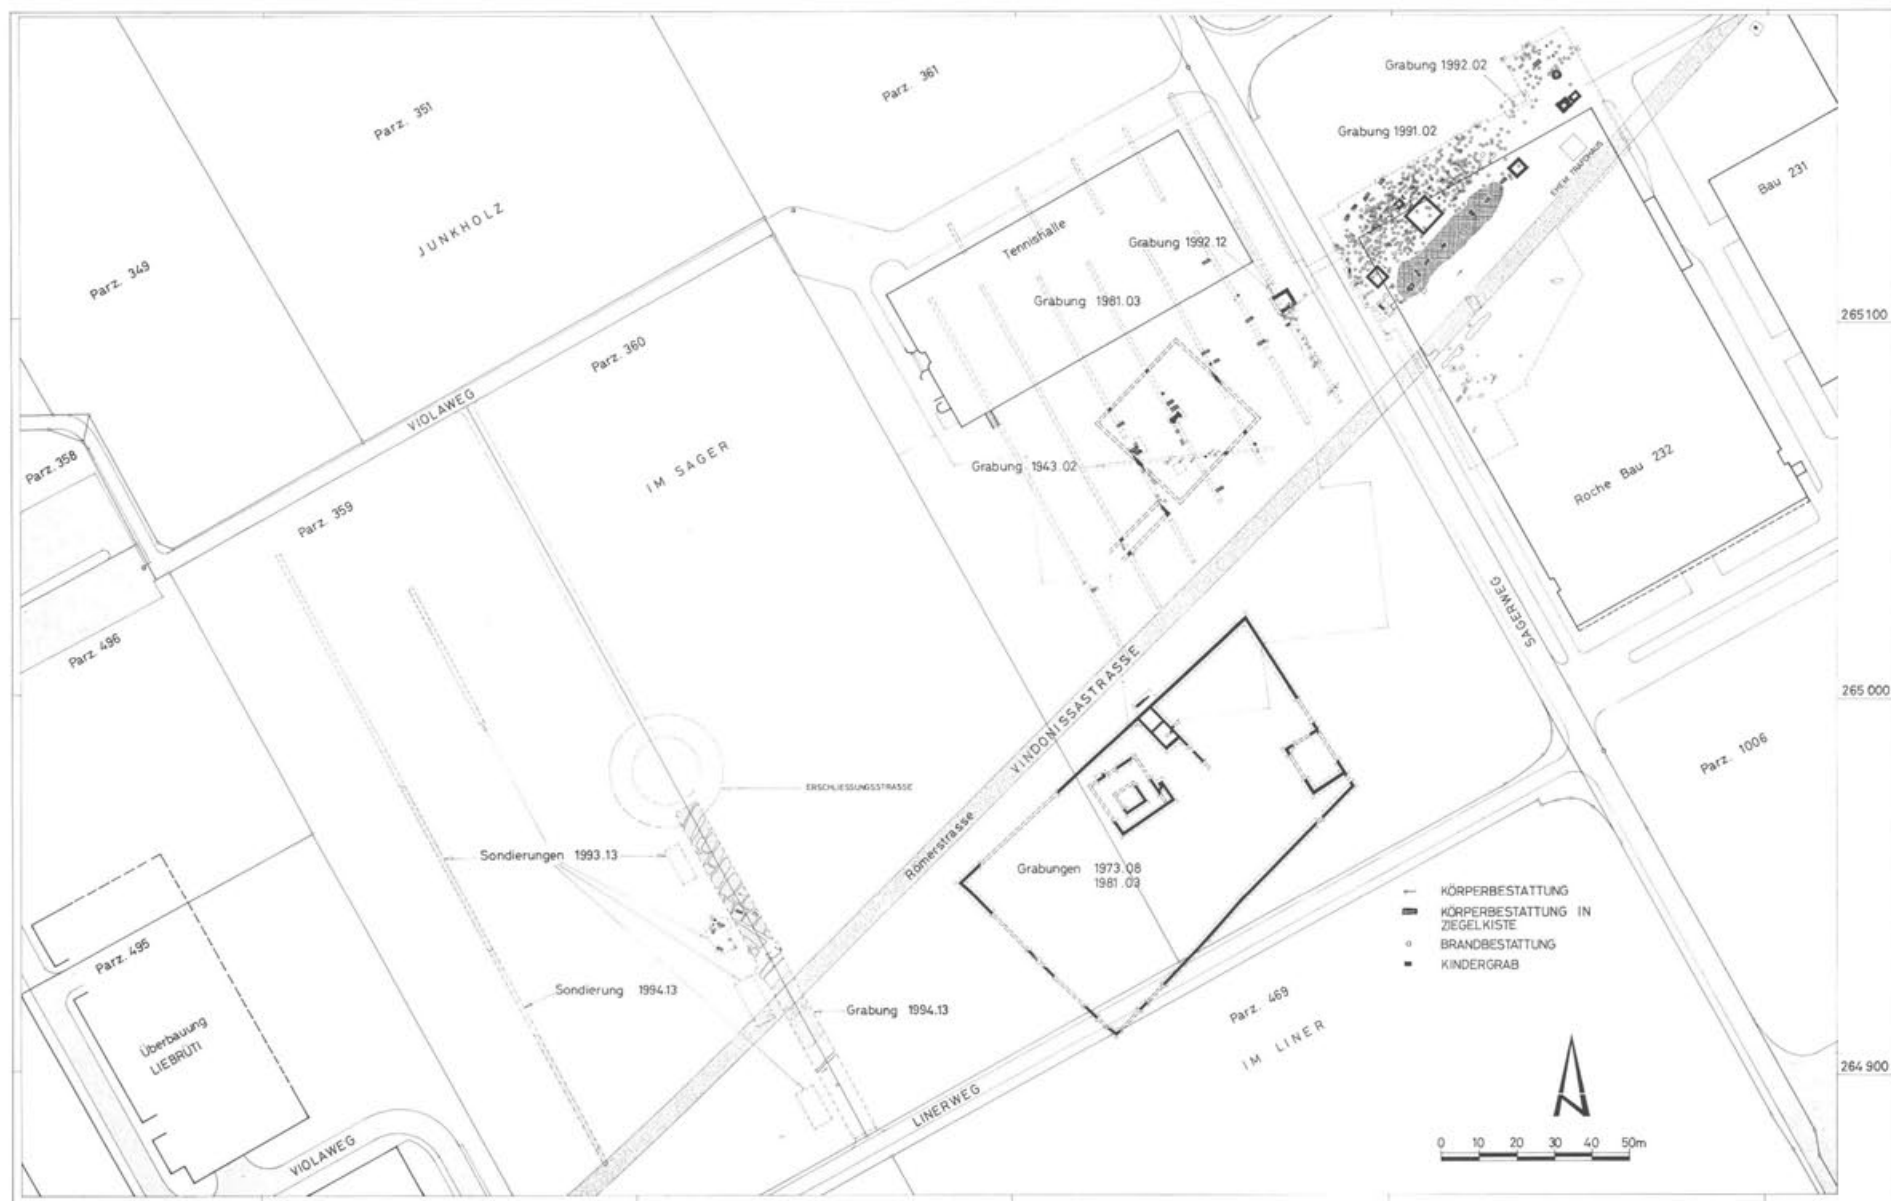 Grabung 1992.02
Parz. 361
Parz. 351
Grabung 1991.02
EHEM. TRAFOHAUS
Bau 231
JUNKHOLZ
Tennishalle
Grabung 1992.12
Parz. 349
Grabung 1981.03
265 100
Parz. 360
VIOLAWEG
IM SAGER
Parz. 358
Grabung 1943.02
Roche Bau 232
Parz. 359
SAGERWEG
Parz. 496
265 000
VINDONISSASTRASSE
Parz. 1006
ERSCHLIESSUNGSSTRASSE
Römerstrasse
Sondierungen 1993.13
Grabungen 1973.08
1981.03
KÖRPERBESTATTUNG
KÖRPERBESTATTUNG IN
ZIEGELKISTE
BRANDBESTATTUNG
KINDERGRAB
Parz. 495
Sondierung 1994.13
Grabung 1994.13
Parz. 469
IM LINER
Überbauung
LIEBRÜTI
264 900
LINERWEG
VIOLAWEG
N
0 10 20 30 40 50m